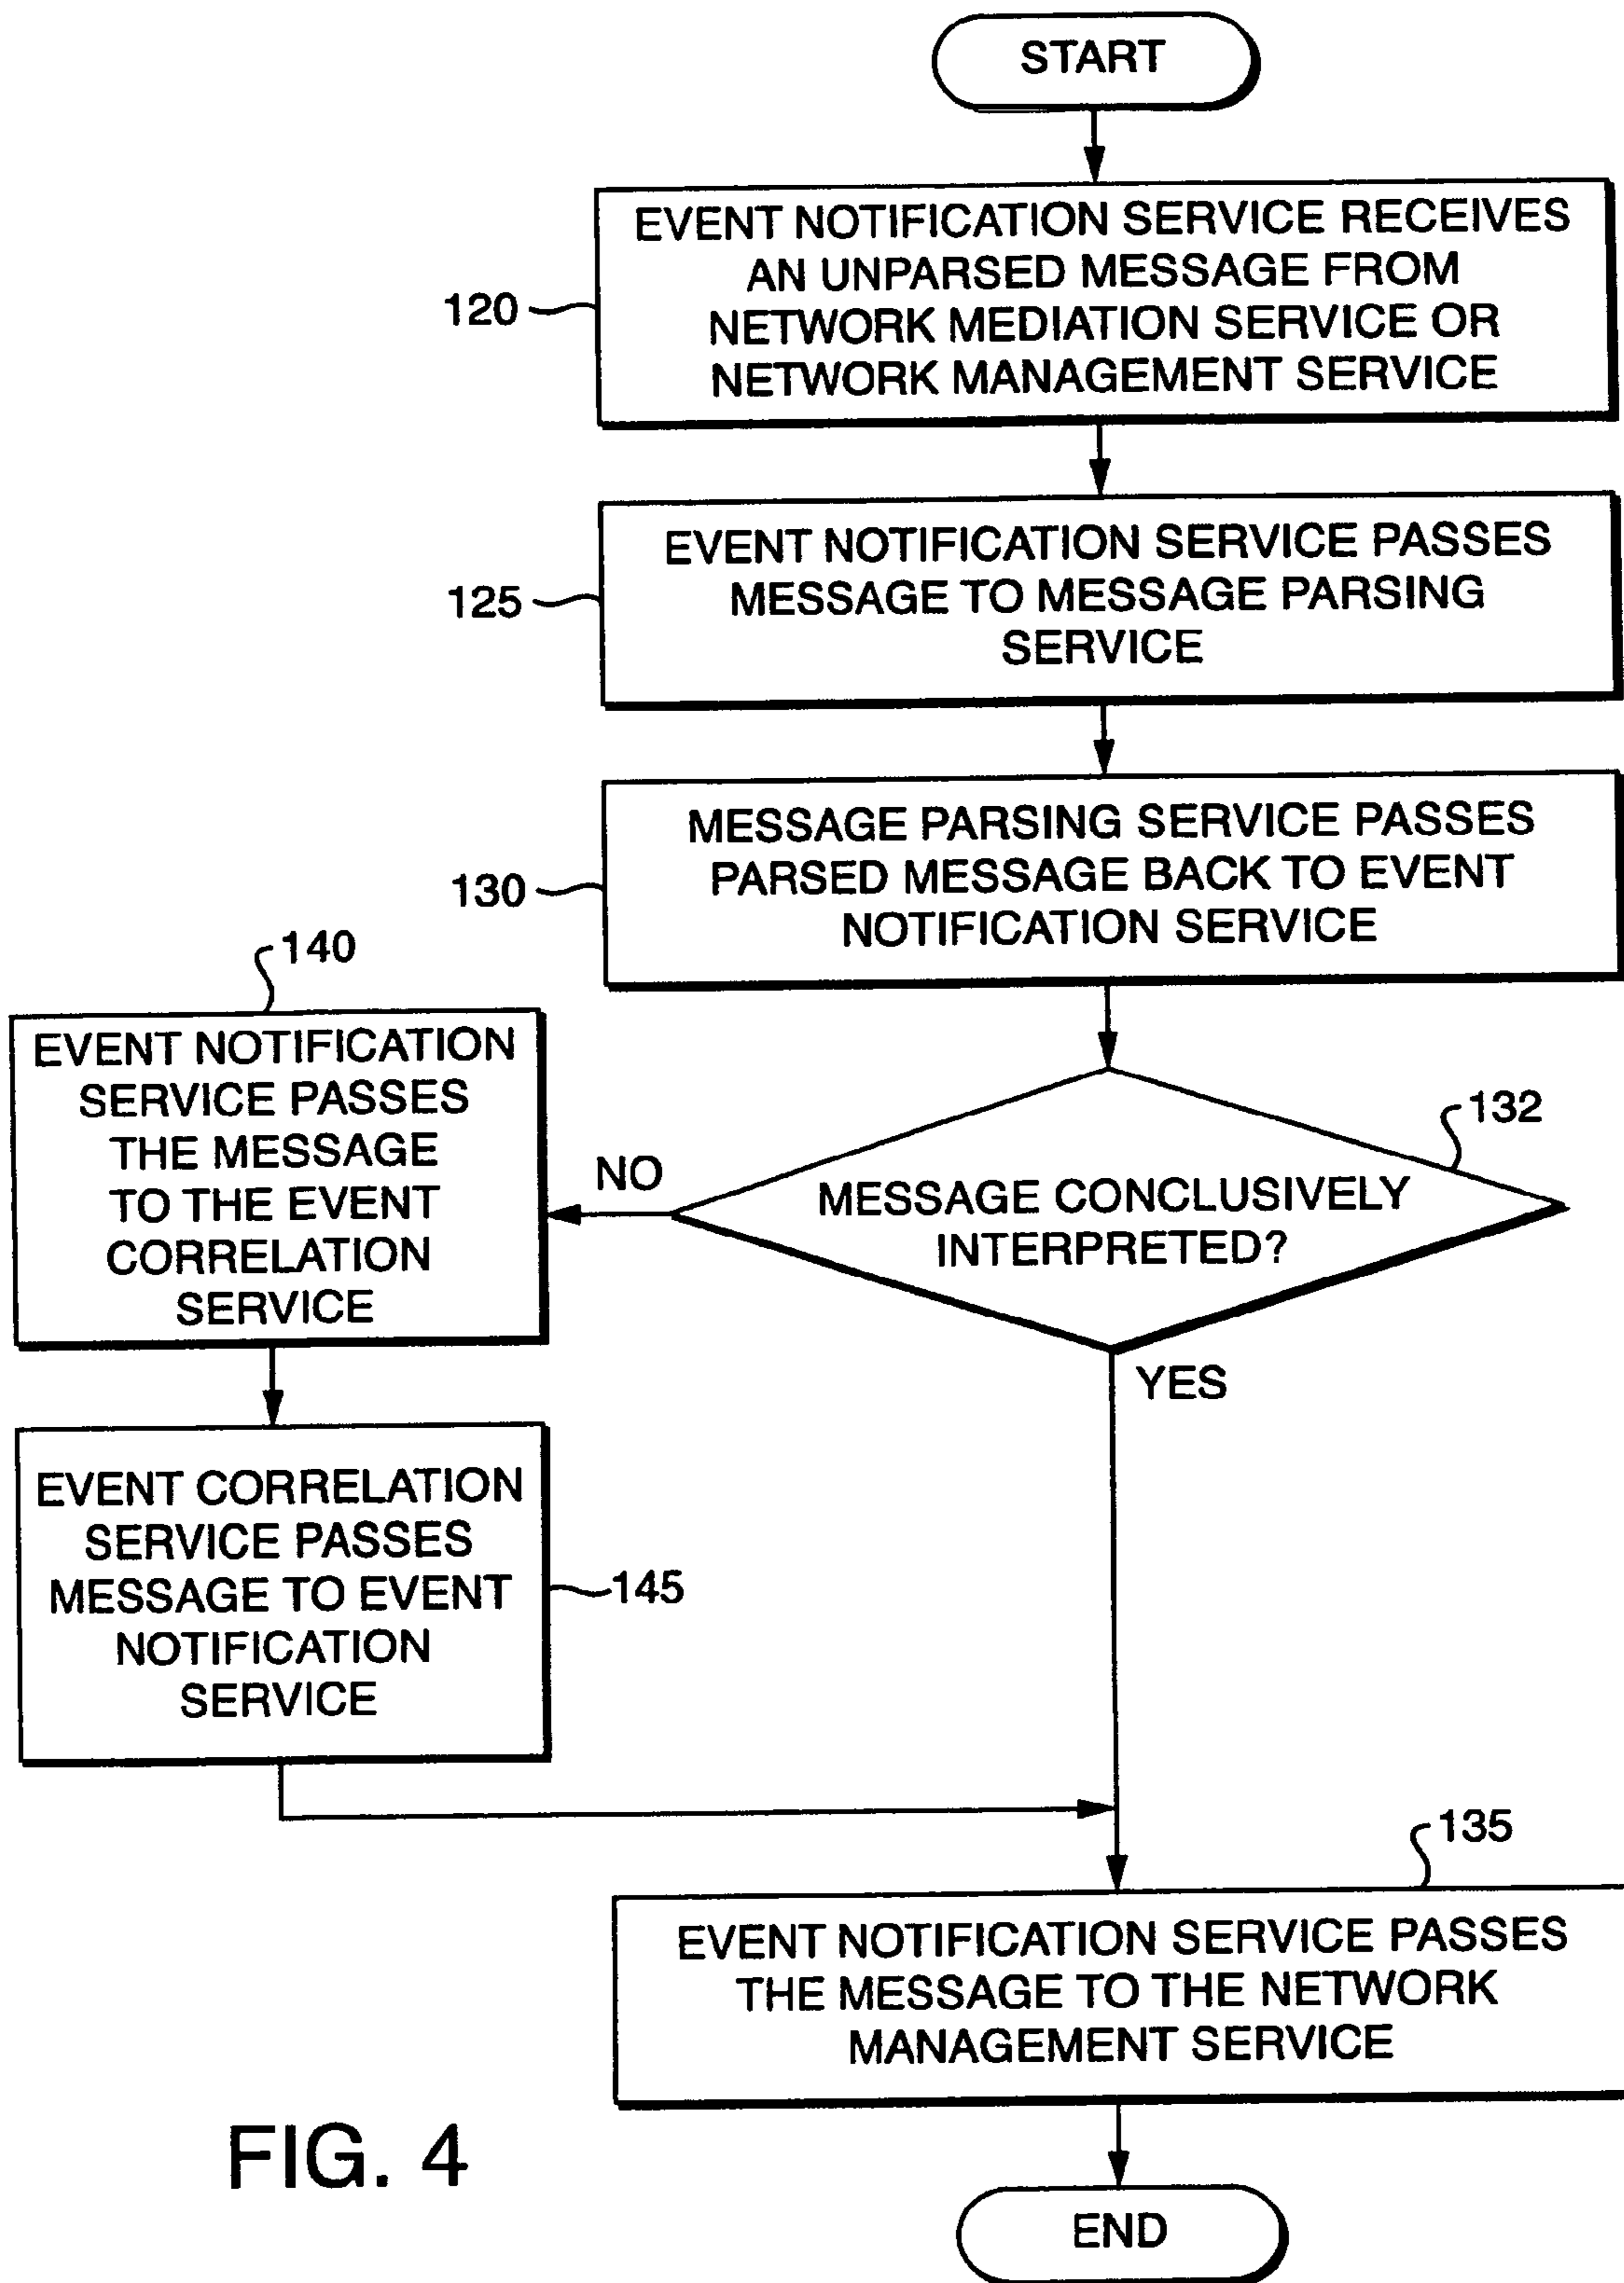 START
EVENT NOTIFICATION SERVICE RECEIVES
AN UNPARSED MESSAGE FROM
NETWORK MEDIATION SERVICE OR
NETWORK MANAGEMENT SERVICE
120
EVENT NOTIFICATION SERVICE PASSES
MESSAGE TO MESSAGE PARSING
SERVICE
125
MESSAGE PARSING SERVICE PASSES
PARSED MESSAGE BACK TO EVENT
NOTIFICATION SERVICE
130
140
EVENT NOTIFICATION
SERVICE PASSES
THE MESSAGE
TO THE EVENT
CORRELATION
SERVICE
NO
132
MESSAGE CONCLUSIVELY
INTERPRETED?
YES
EVENT CORRELATION
SERVICE PASSES
MESSAGE TO EVENT
NOTIFICATION
SERVICE
145
135
EVENT NOTIFICATION SERVICE PASSES
THE MESSAGE TO THE NETWORK
MANAGEMENT SERVICE
FIG. 4
END